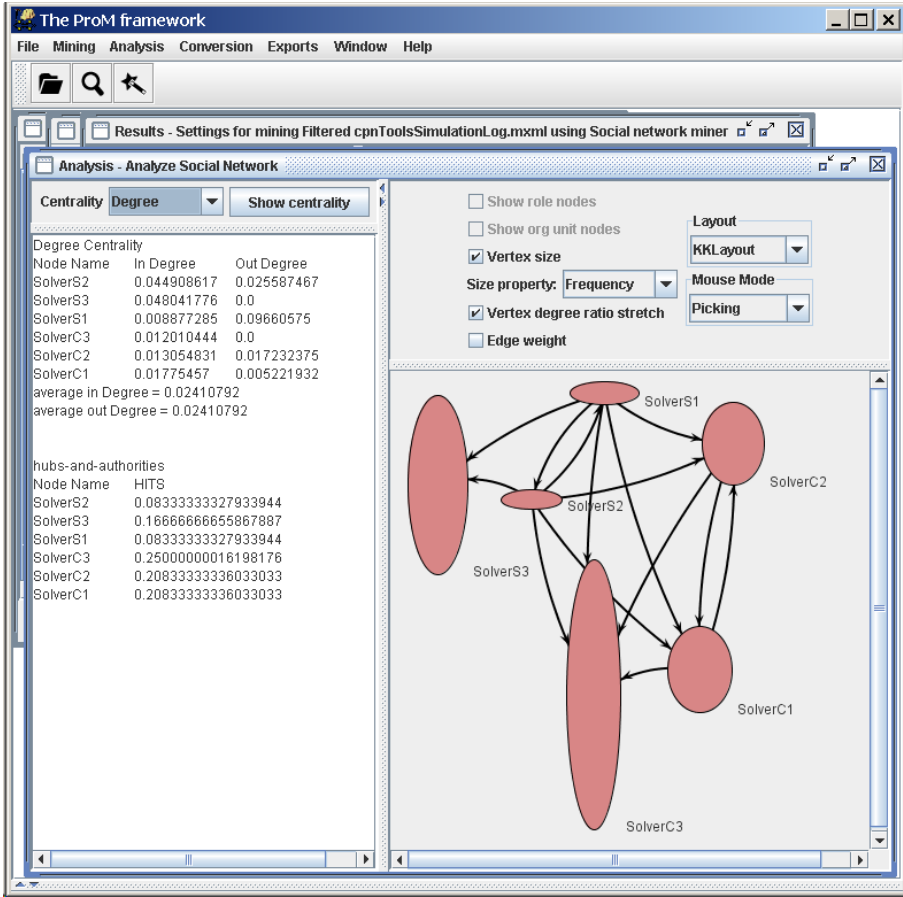 The ProM framework
File Mining Analysis Conversion Exports Window Help
Results - Settings for mining Filtered cpnToolsSimulationLog.mxml using Social network miner
Analysis - Analyze Social Network
Centrality Degree Show centrality
Degree Centrality
Node Name In Degree Out Degree
SolverS2 0.044908617 0.025587467
SolverS3 0.048041776 0.0
SolverS1 0.008877285 0.09660575
SolverC3 0.012010444 0.0
SolverC2 0.013054831 0.017232375
SolverC1 0.01775457 0.005221932
average in Degree = 0.02410792
average out Degree = 0.02410792
hubs-and-authorities
Node Name HITS
SolverS2 0.08333333327933944
SolverS3 0.16666666655867887
SolverS1 0.08333333327933944
SolverC3 0.25000000016198176
SolverC2 0.20833333336033033
SolverC1 0.20833333336033033
Show role nodes
Show org unit nodes
Vertex size
Size property: Frequency
Vertex degree ratio stretch
Edge weight
Layout
KKLayout
Mouse Mode
Picking
SolverS1
SolverC2
SolverS2
SolverS3
SolverC1
SolverC3